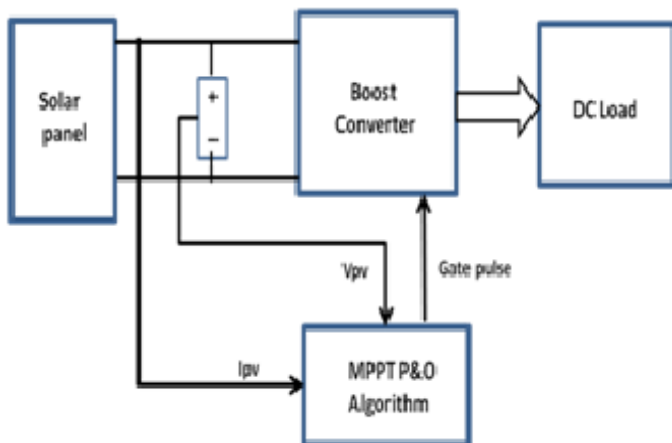 Solar
panel
+
−
Boost
Converter
DC Load
Vpv
Gate pulse
Ipv
MPPT P&O
Algorithm